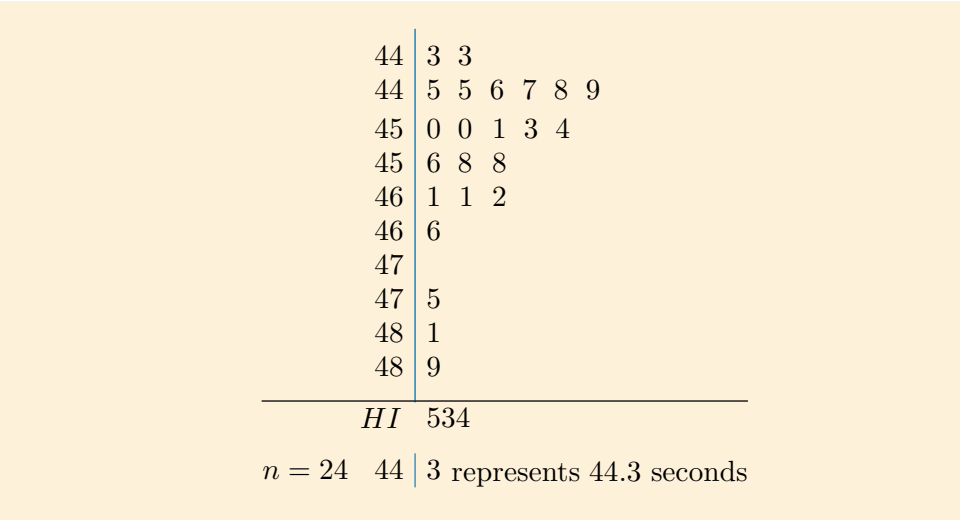 44 | 3 3
44 | 5 5 6 7 8 9
45 | 0 0 1 3 4
45 | 6 8 8
46 | 1 1 2
46 | 6
47 |
47 | 5
48 | 1
48 | 9
HI 534
n = 24 44 | 3 represents 44.3 seconds